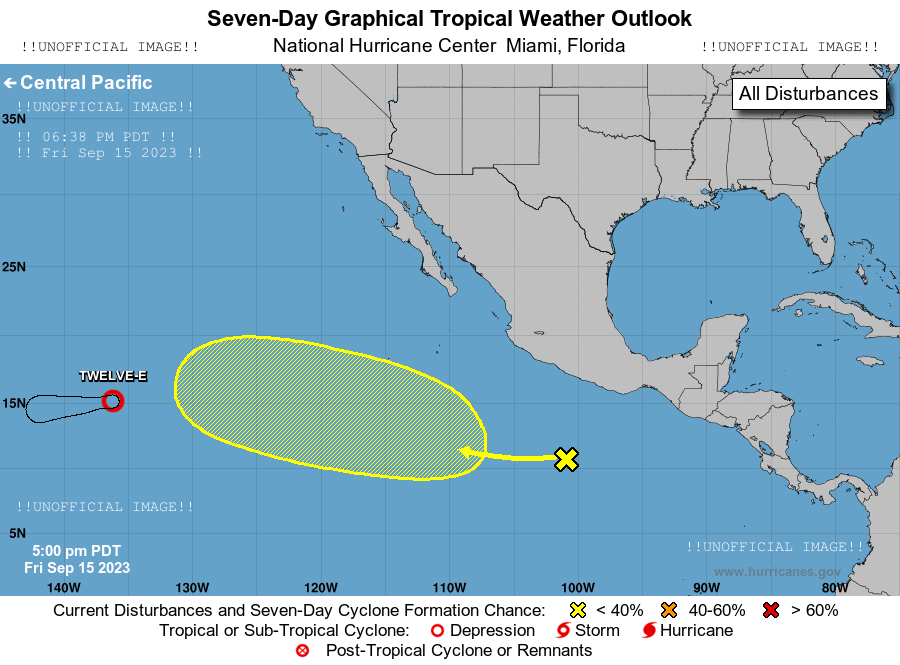 Seven-Day Graphical Tropical Weather Outlook
!!UNOFFICIAL IMAGE!! National Hurricane Center Miami, Florida !!UNOFFICIAL IMAGE!!
Central Pacific
All Disturbances
!!UNOFFICIAL IMAGE!!
35N
!! 06:38 PM PDT !!
!! Fri Sep 15 2023 !!
25N
TWELVE-E
15N
!!UNOFFICIAL IMAGE!!
5N
!!UNOFFICIAL IMAGE!!
5:00 pm PDT
Fri Sep 15 2023
www.hurricanes.gov
140W 130W 120W 110W 100W 90W 80W
Current Disturbances and Seven-Day Cyclone Formation Chance: < 40% 40-60% > 60%
Tropical or Sub-Tropical Cyclone: Depression Storm Hurricane
Post-Tropical Cyclone or Remnants